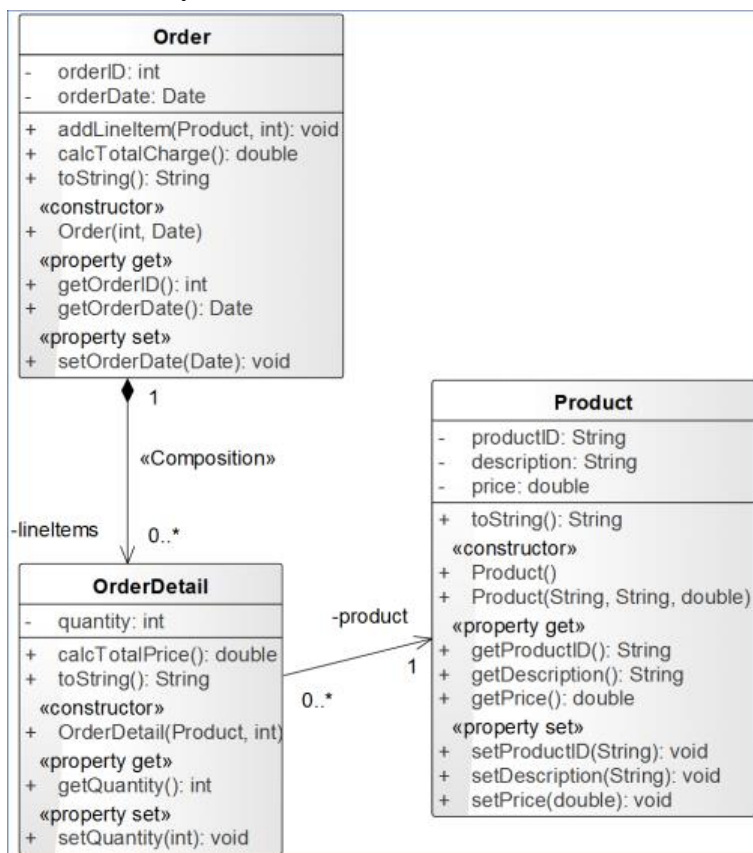 Order
- orderID: int
- orderDate: Date
+ addLineItem(Product, int): void
+ calcTotalCharge(): double
+ toString(): String
«constructor»
+ Order(int, Date)
«property get»
+ getOrderID(): int
+ getOrderDate(): Date
«property set»
+ setOrderDate(Date): void
1
«Composition»
-lineItems
0..*
OrderDetail
- quantity: int
+ calcTotalPrice(): double
+ toString(): String
«constructor»
+ OrderDetail(Product, int)
«property get»
+ getQuantity(): int
«property set»
+ setQuantity(int): void
-product
0..*
1
Product
- productID: String
- description: String
- price: double
+ toString(): String
«constructor»
+ Product()
+ Product(String, String, double)
«property get»
+ getProductID(): String
+ getDescription(): String
+ getPrice(): double
«property set»
+ setProductID(String): void
+ setDescription(String): void
+ setPrice(double): void